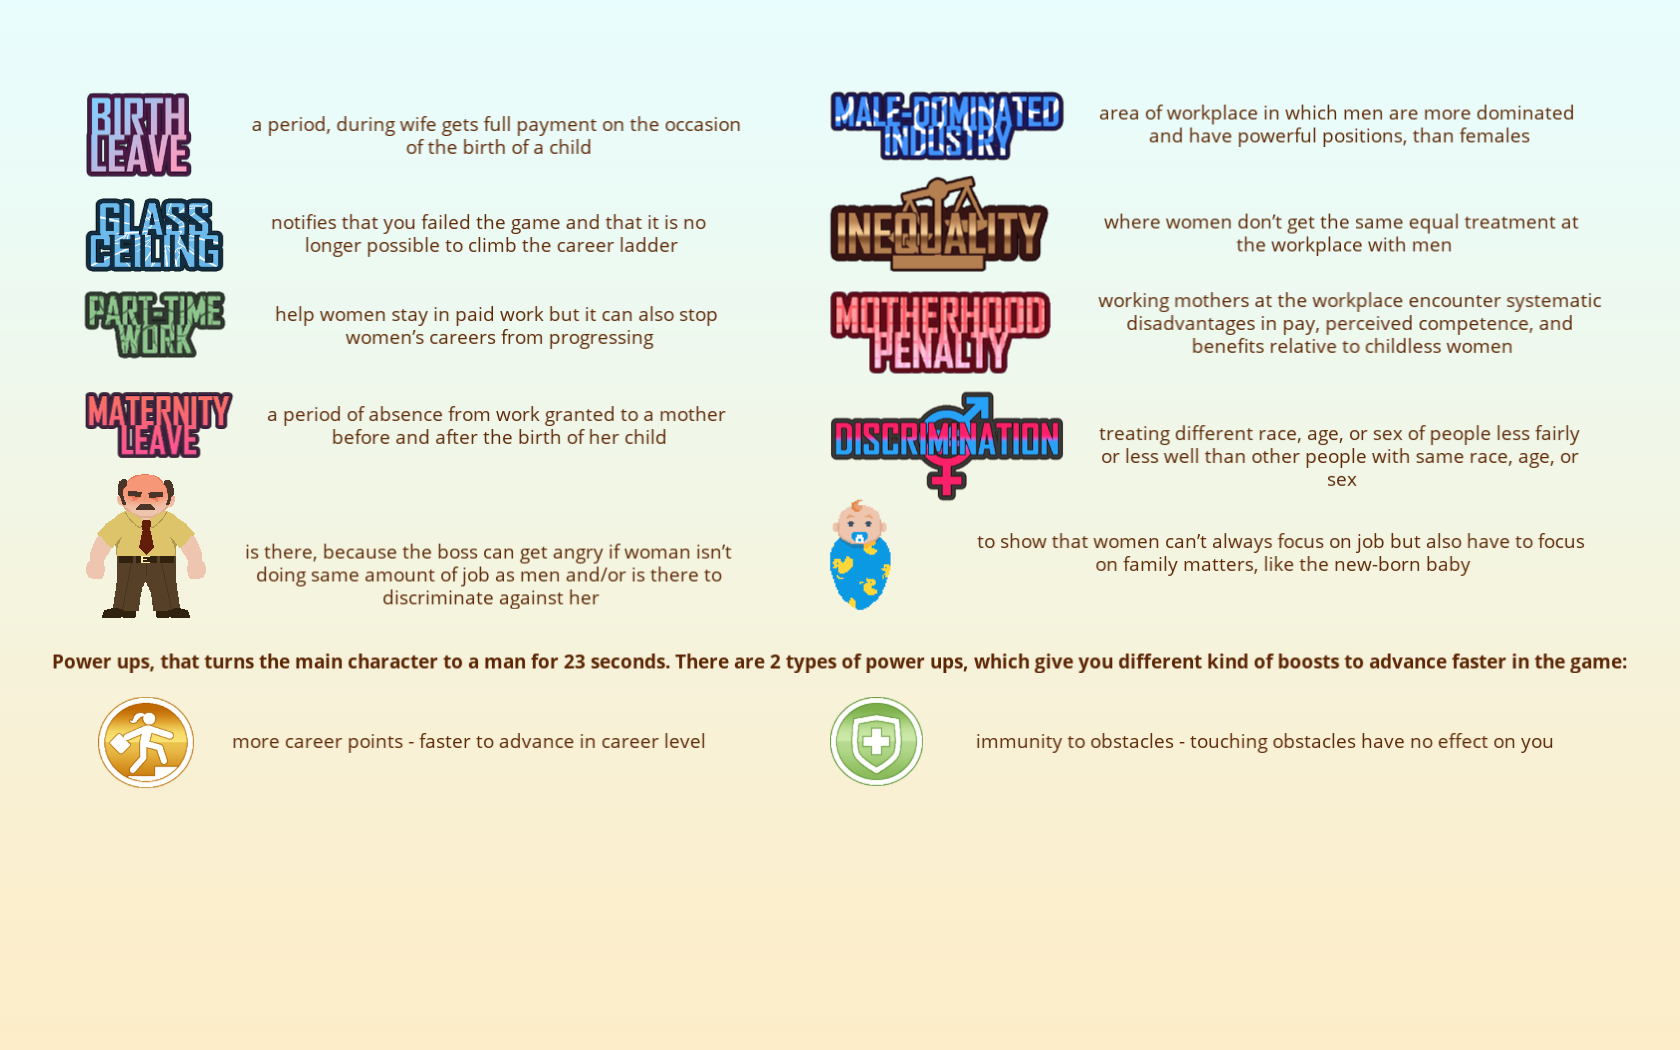 BIRTH
LEAVE
a period, during wife gets full payment on the occasion
of the birth of a child
GLASS
CEILING
notifies that you failed the game and that it is no
longer possible to climb the career ladder
PART-TIME
WORK
help women stay in paid work but it can also stop
women's careers from progressing
MATERNITY
LEAVE
a period of absence from work granted to a mother
before and after the birth of her child
is there, because the boss can get angry if woman isn't
doing same amount of job as men and/or is there to
discriminate against her
MALE-DOMINATED
INDUSTRY
area of workplace in which men are more dominated
and have powerful positions, than females
INEQUALITY
where women don't get the same equal treatment at
the workplace with men
MOTHERHOOD
PENALTY
working mothers at the workplace encounter systematic
disadvantages in pay, perceived competence, and
benefits relative to childless women
DISCRIMINATION
treating different race, age, or sex of people less fairly
or less well than other people with same race, age, or
sex
to show that women can't always focus on job but also have to focus
on family matters, like the new-born baby
Power ups, that turns the main character to a man for 23 seconds. There are 2 types of power ups, which give you different kind of boosts to advance faster in the game:
more career points - faster to advance in career level
immunity to obstacles - touching obstacles have no effect on you